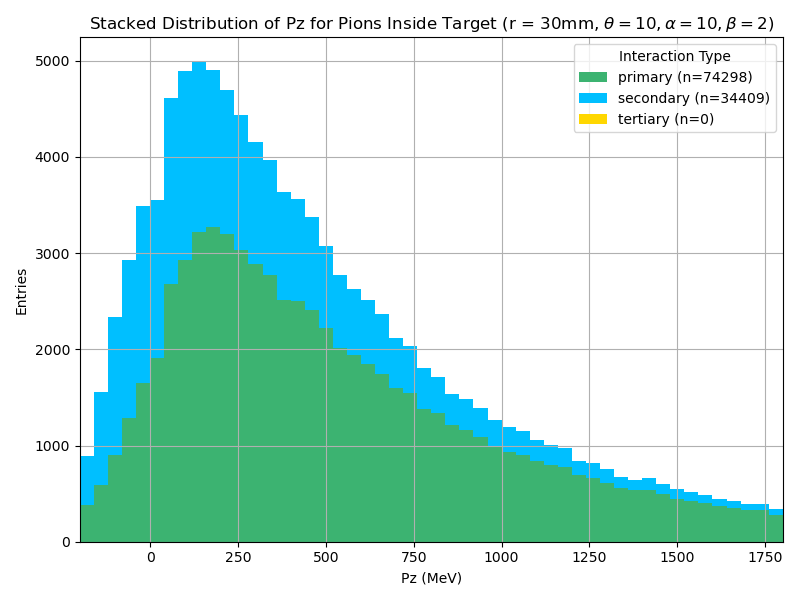 Stacked Distribution of Pz for Pions Inside Target (r = 30mm, θ = 10, α = 10, β = 2)
Interaction Type
primary (n=74298)
secondary (n=34409)
tertiary (n=0)
5000
4000
3000
2000
1000
0
Entries
0 250 500 750 1000 1250 1500 1750
Pz (MeV)